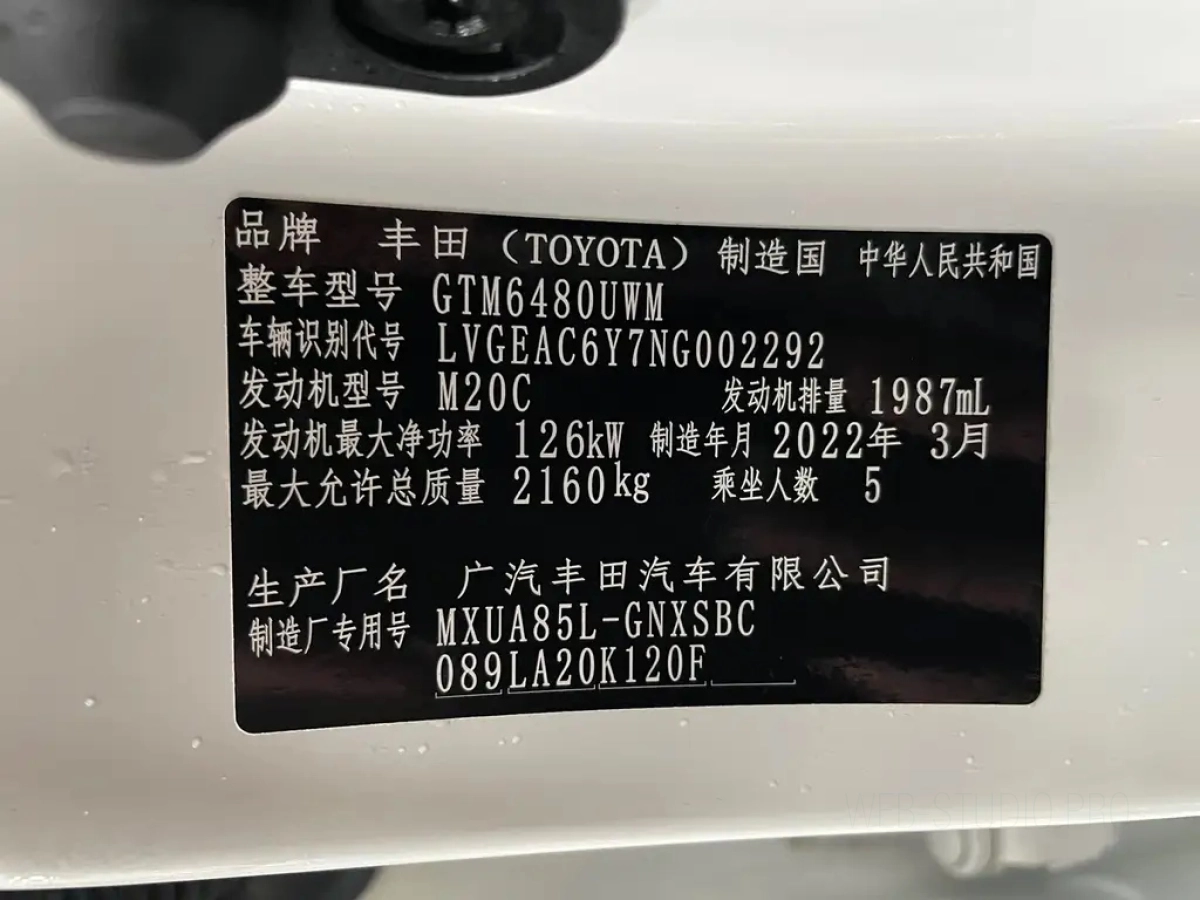 品牌 丰田（TOYOTA）制造国 中华人民共和国
整车型号 GTM6480UWM
车辆识别代号 LVGEAC6Y7NG002292
发动机型号 M20C 发动机排量 1987mL
发动机最大净功率 126kW 制造年月 2022年 3月
最大允许总质量 2160kg 乘坐人数 5
生产厂名 广汽丰田汽车有限公司
制造厂专用号 MXUA85L-GNXSBC
089LA20K120F
WEB-STUDIO.PRO